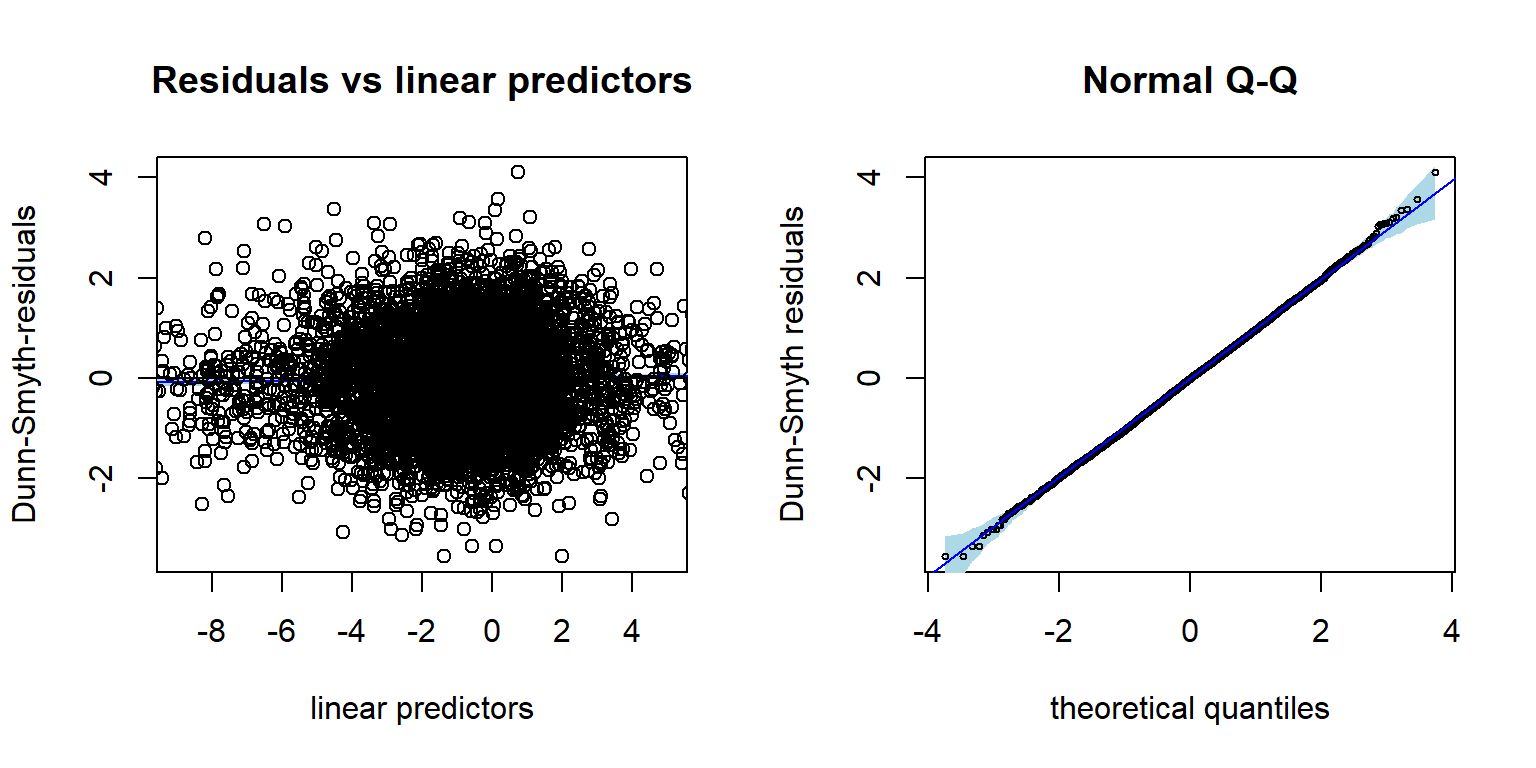 Residuals vs linear predictors
Dunn-Smyth-residuals
4
2
0
-2
-8 -6 -4 -2 0 2 4
linear predictors
Normal Q-Q
Dunn-Smyth residuals
4
2
0
-2
-4 -2 0 2 4
theoretical quantiles